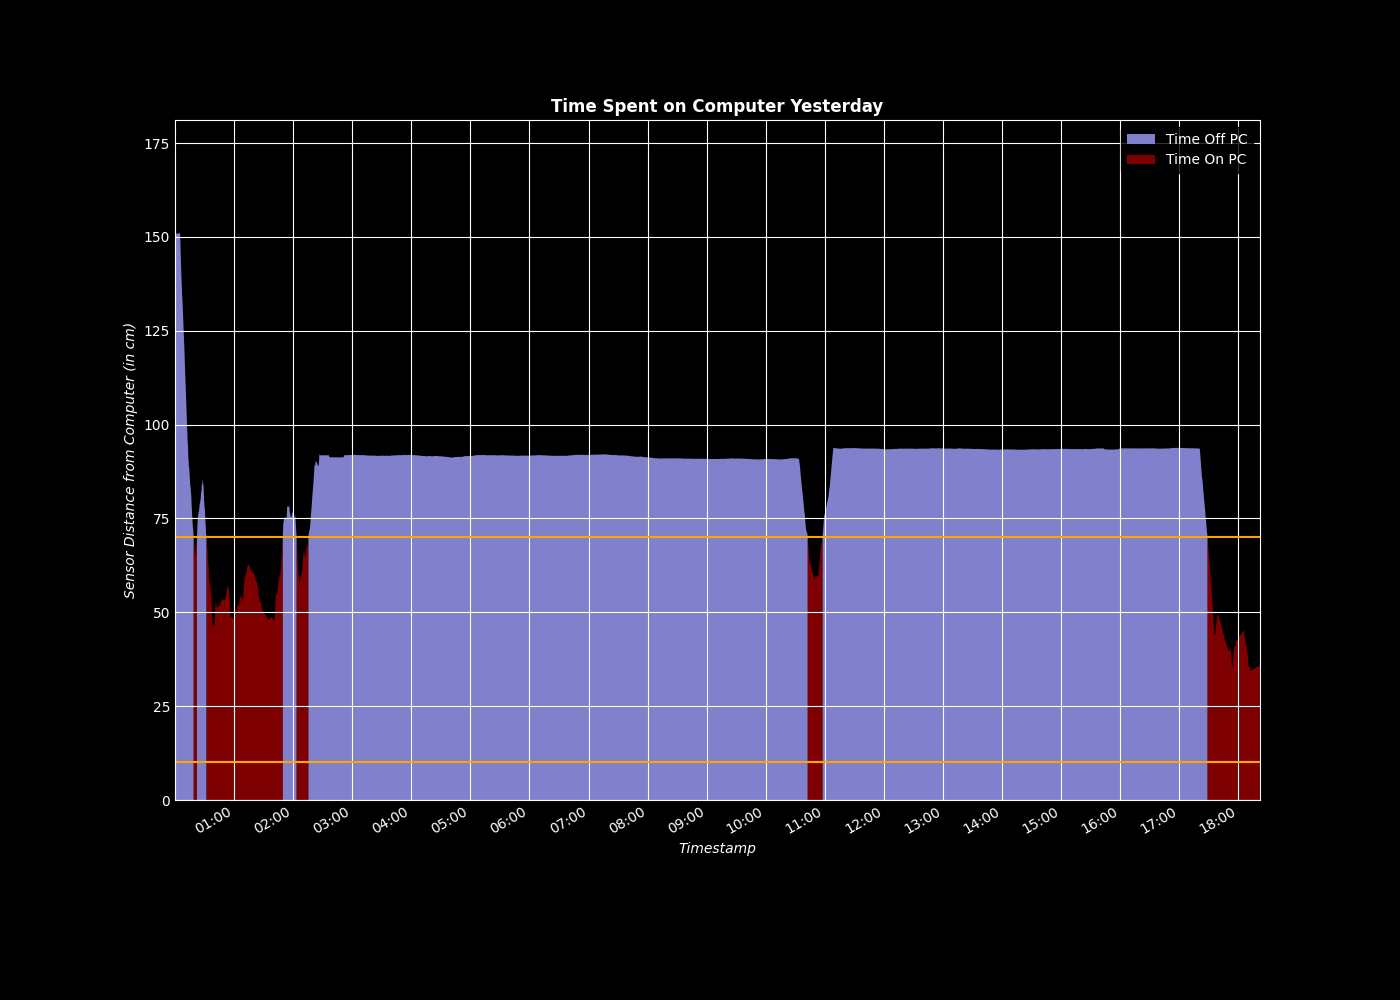 Time Spent on Computer Yesterday
Time Off PC
Time On PC
175
150
125
100
75
50
25
0
Sensor Distance from Computer (in cm)
01:00 02:00 03:00 04:00 05:00 06:00 07:00 08:00 09:00 10:00 11:00 12:00 13:00 14:00 15:00 16:00 17:00 18:00
Timestamp